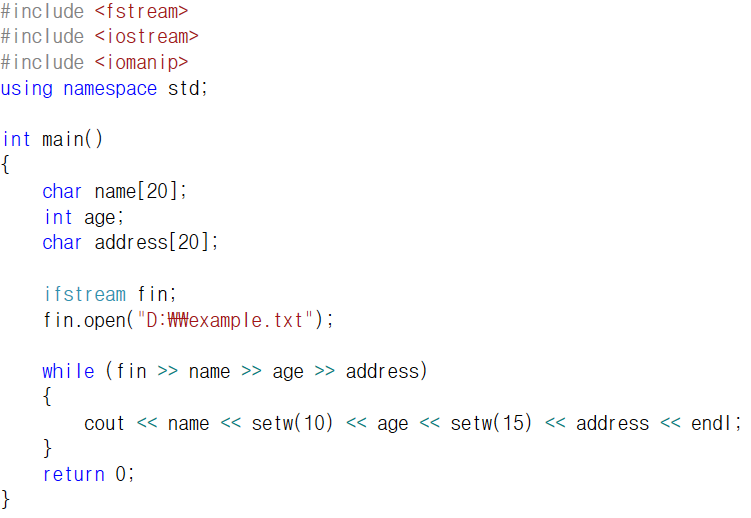 #include <fstream>
#include <iostream>
#include <iomanip>
using namespace std;
int main()
{
    char name[20];
    int age;
    char address[20];
    ifstream fin;
    fin.open("D:₩₩example.txt");
    while (fin >> name >> age >> address)
    {
        cout << name << setw(10) << age << setw(15) << address << endl;
    }
    return 0;
}